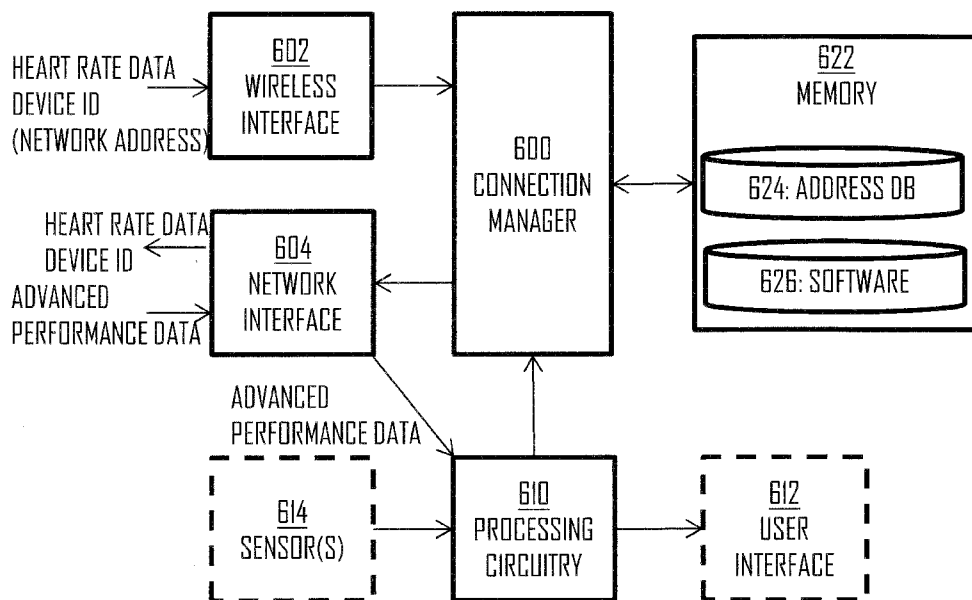 HEART RATE DATA
DEVICE ID
(NETWORK ADDRESS)
602
WIRELESS
INTERFACE
600
CONNECTION
MANAGER
622
MEMORY
624: ADDRESS DB
626: SOFTWARE
HEART RATE DATA
DEVICE ID
ADVANCED
PERFORMANCE DATA
604
NETWORK
INTERFACE
ADVANCED
PERFORMANCE DATA
614
SENSOR(S)
610
PROCESSING
CIRCUITRY
612
USER
INTERFACE